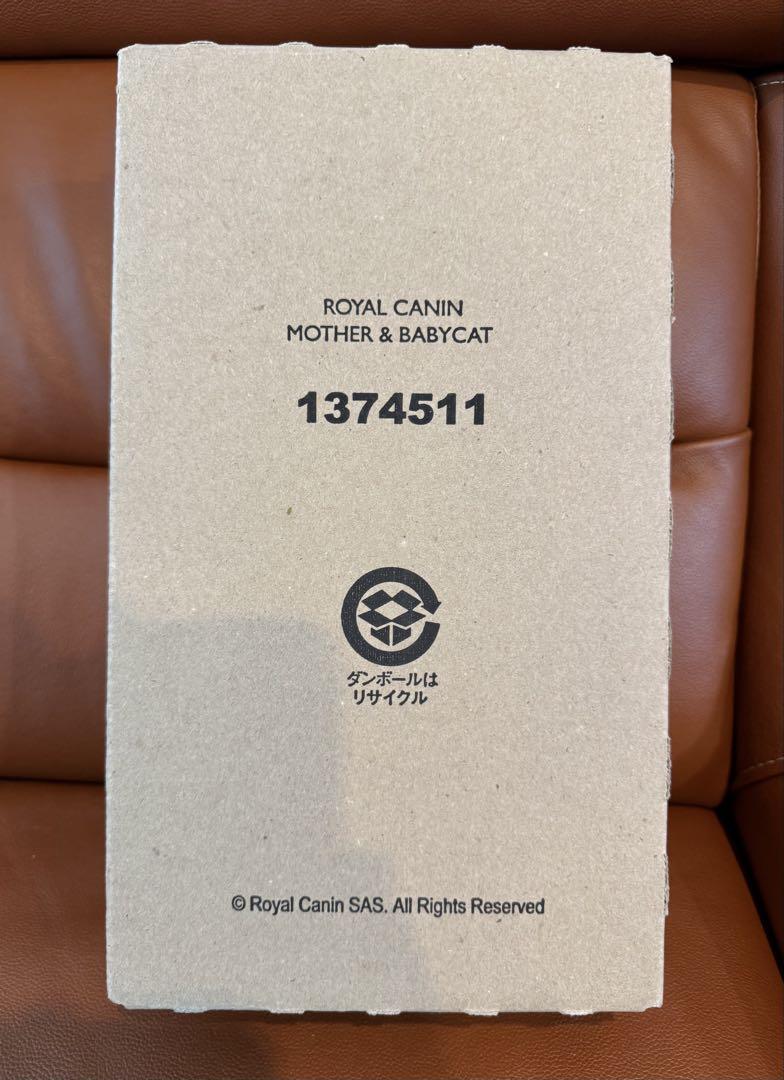 ROYAL CANIN
MOTHER & BABYCAT
1374511
ダンボールは
リサイクル
© Royal Canin SAS. All Rights Reserved